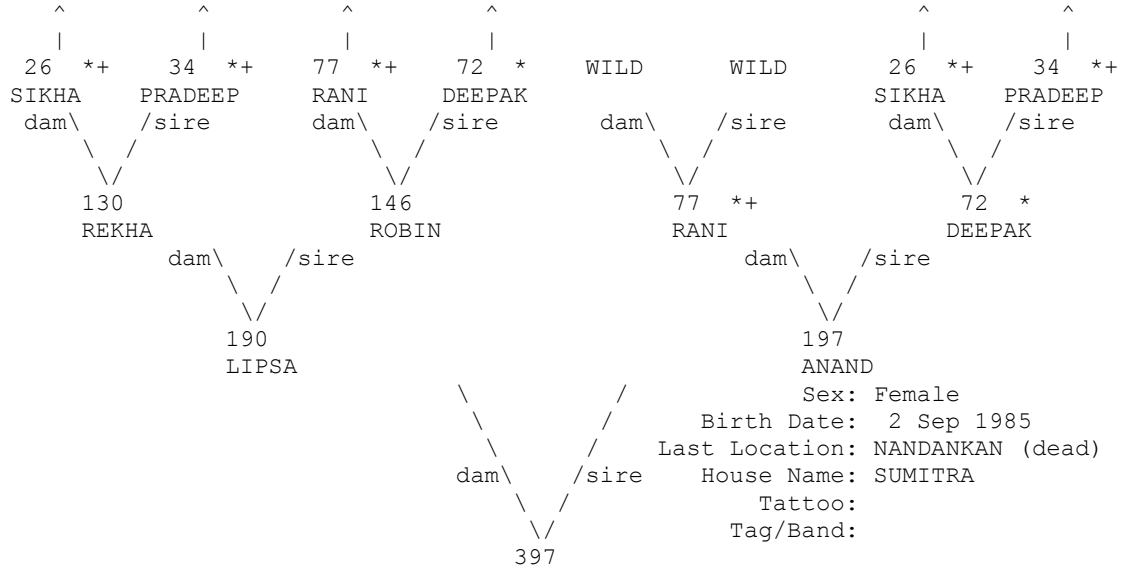 ^ ^ ^ ^ ^ ^
| | | | | |
26 *+ 34 *+ 77 *+ 72 * WILD WILD 26 *+ 34 *+
SIKHA PRADEEP RANI DEEPAK SIKHA PRADEEP
dam\ /sire dam\ /sire dam\ /sire dam\ /sire
\ / \ / \ / \ /
\/ \/ \/ \/
130 146 77 *+ 72 *
REKHA ROBIN RANI DEEPAK
dam\ /sire dam\ /sire
\ / \ /
\/ \/
190 197
LIPSA ANAND
\ / Sex: Female
\ / Birth Date: 2 Sep 1985
\ / Last Location: NANDANKAN (dead)
dam\ /sire House Name: SUMITRA
\ / Tattoo:
\/ Tag/Band:
397